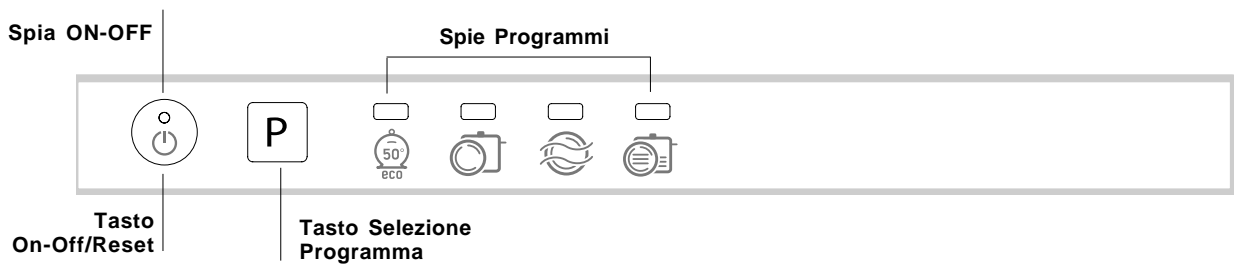 Spia ON-OFF
Spie Programmi
P
50°
eco
Tasto
On-Off/Reset
Tasto Selezione
Programma